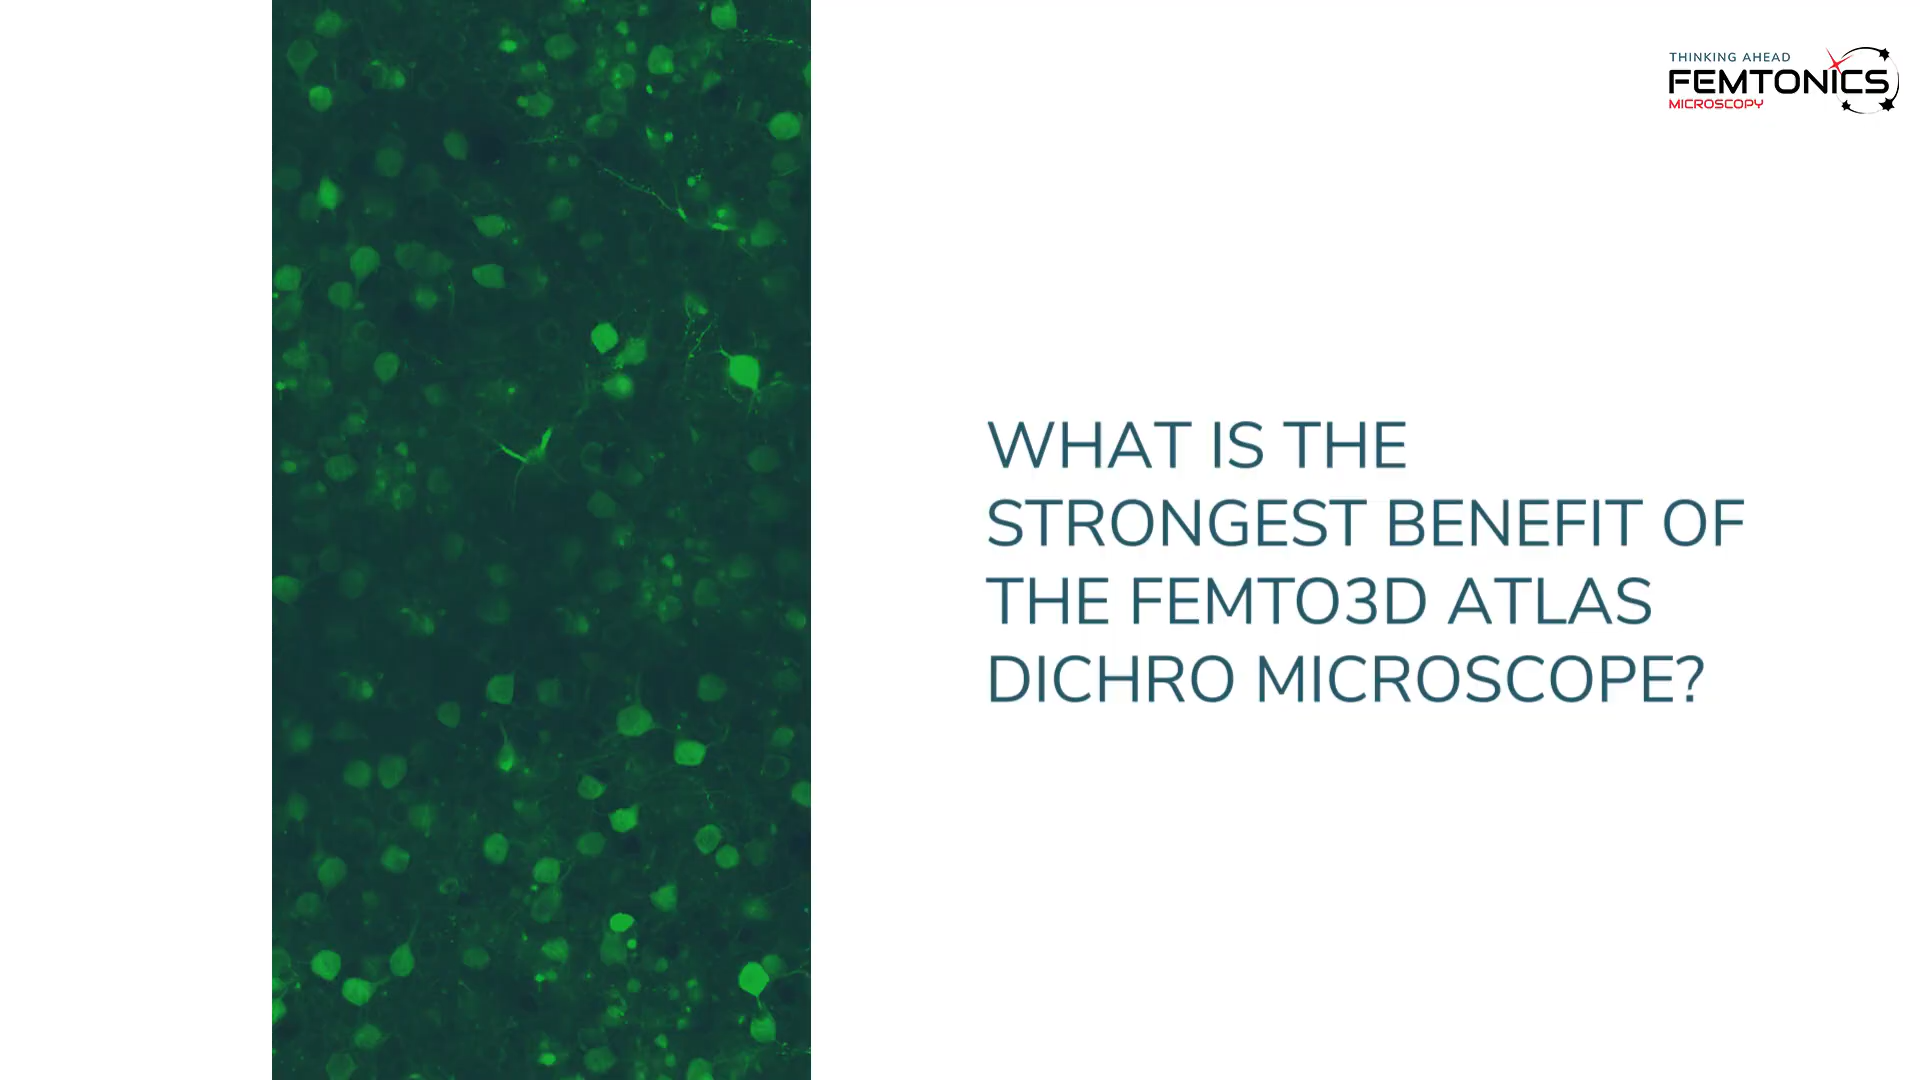 THINKING AHEAD
FEMTONICS
MICROSCOPY
WHAT IS THE
STRONGEST BENEFIT OF
THE FEMTO3D ATLAS
DICHRO MICROSCOPE?